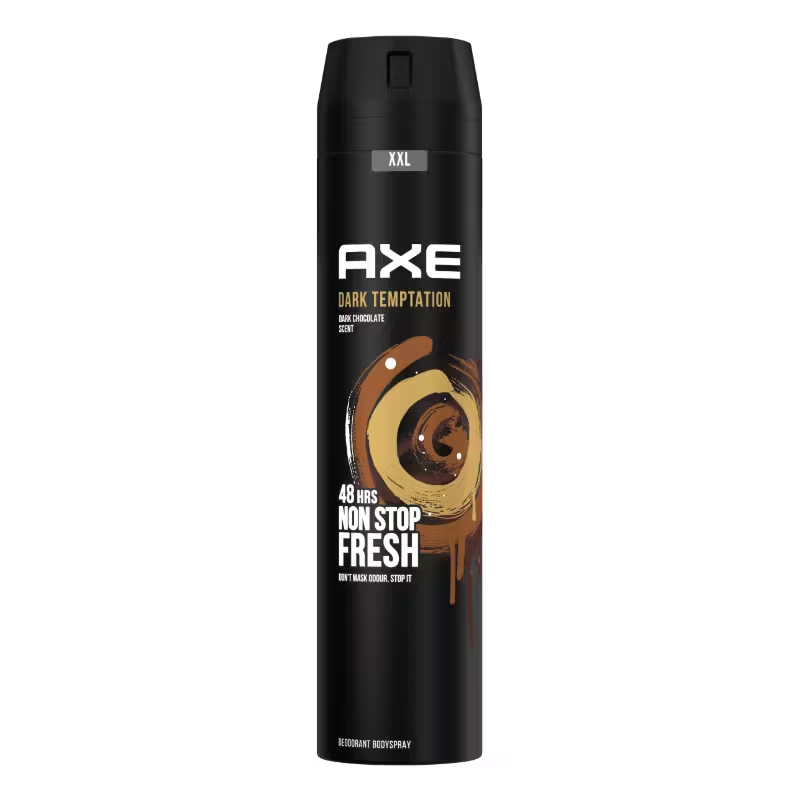 XXL
AXE
DARK TEMPTATION
DARK CHOCOLATE
SCENT
48 HRS
NON STOP
FRESH
DON'T MASK ODOUR. STOP IT
DEODORANT BODYSPRAY